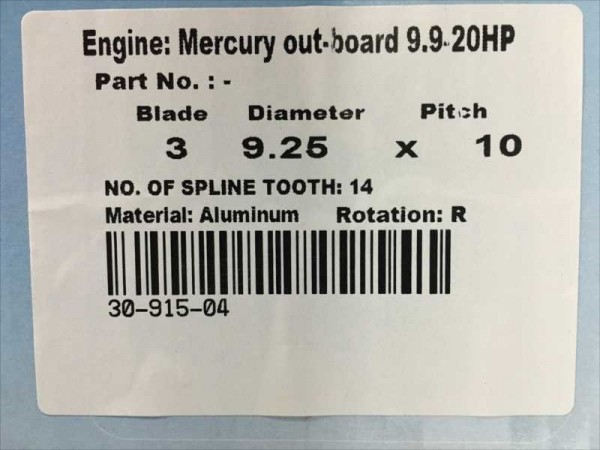 Engine: Mercury out-board 9.9-20HP
Part No. : -
Blade Diameter Pitch
3 9.25 x 10
NO. OF SPLINE TOOTH: 14
Material: Aluminum Rotation: R
30-915-04